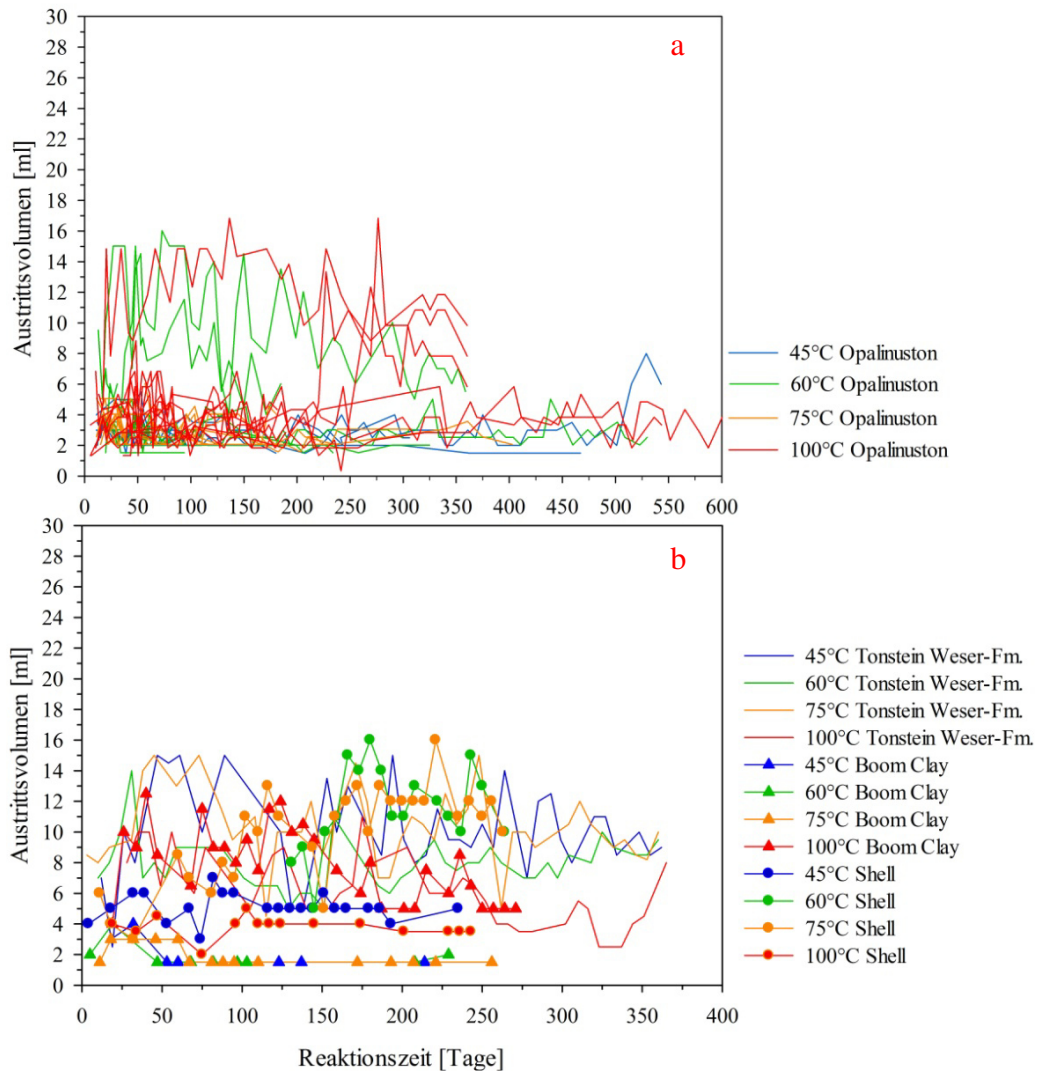 a
30
28
26
24
22
20
18
16
14
12
10
8
6
4
2
0
Austrittsvolumen [ml]
0 50 100 150 200 250 300 350 400 450 500 550 600
45°C Opalinuston
60°C Opalinuston
75°C Opalinuston
100°C Opalinuston
b
30
28
26
24
22
20
18
16
14
12
10
8
6
4
2
0
Austrittsvolumen [ml]
0 50 100 150 200 250 300 350 400
Reaktionszeit [Tage]
45°C Tonstein Weser-Fm.
60°C Tonstein Weser-Fm.
75°C Tonstein Weser-Fm.
100°C Tonstein Weser-Fm.
45°C Boom Clay
60°C Boom Clay
75°C Boom Clay
100°C Boom Clay
45°C Shell
60°C Shell
75°C Shell
100°C Shell